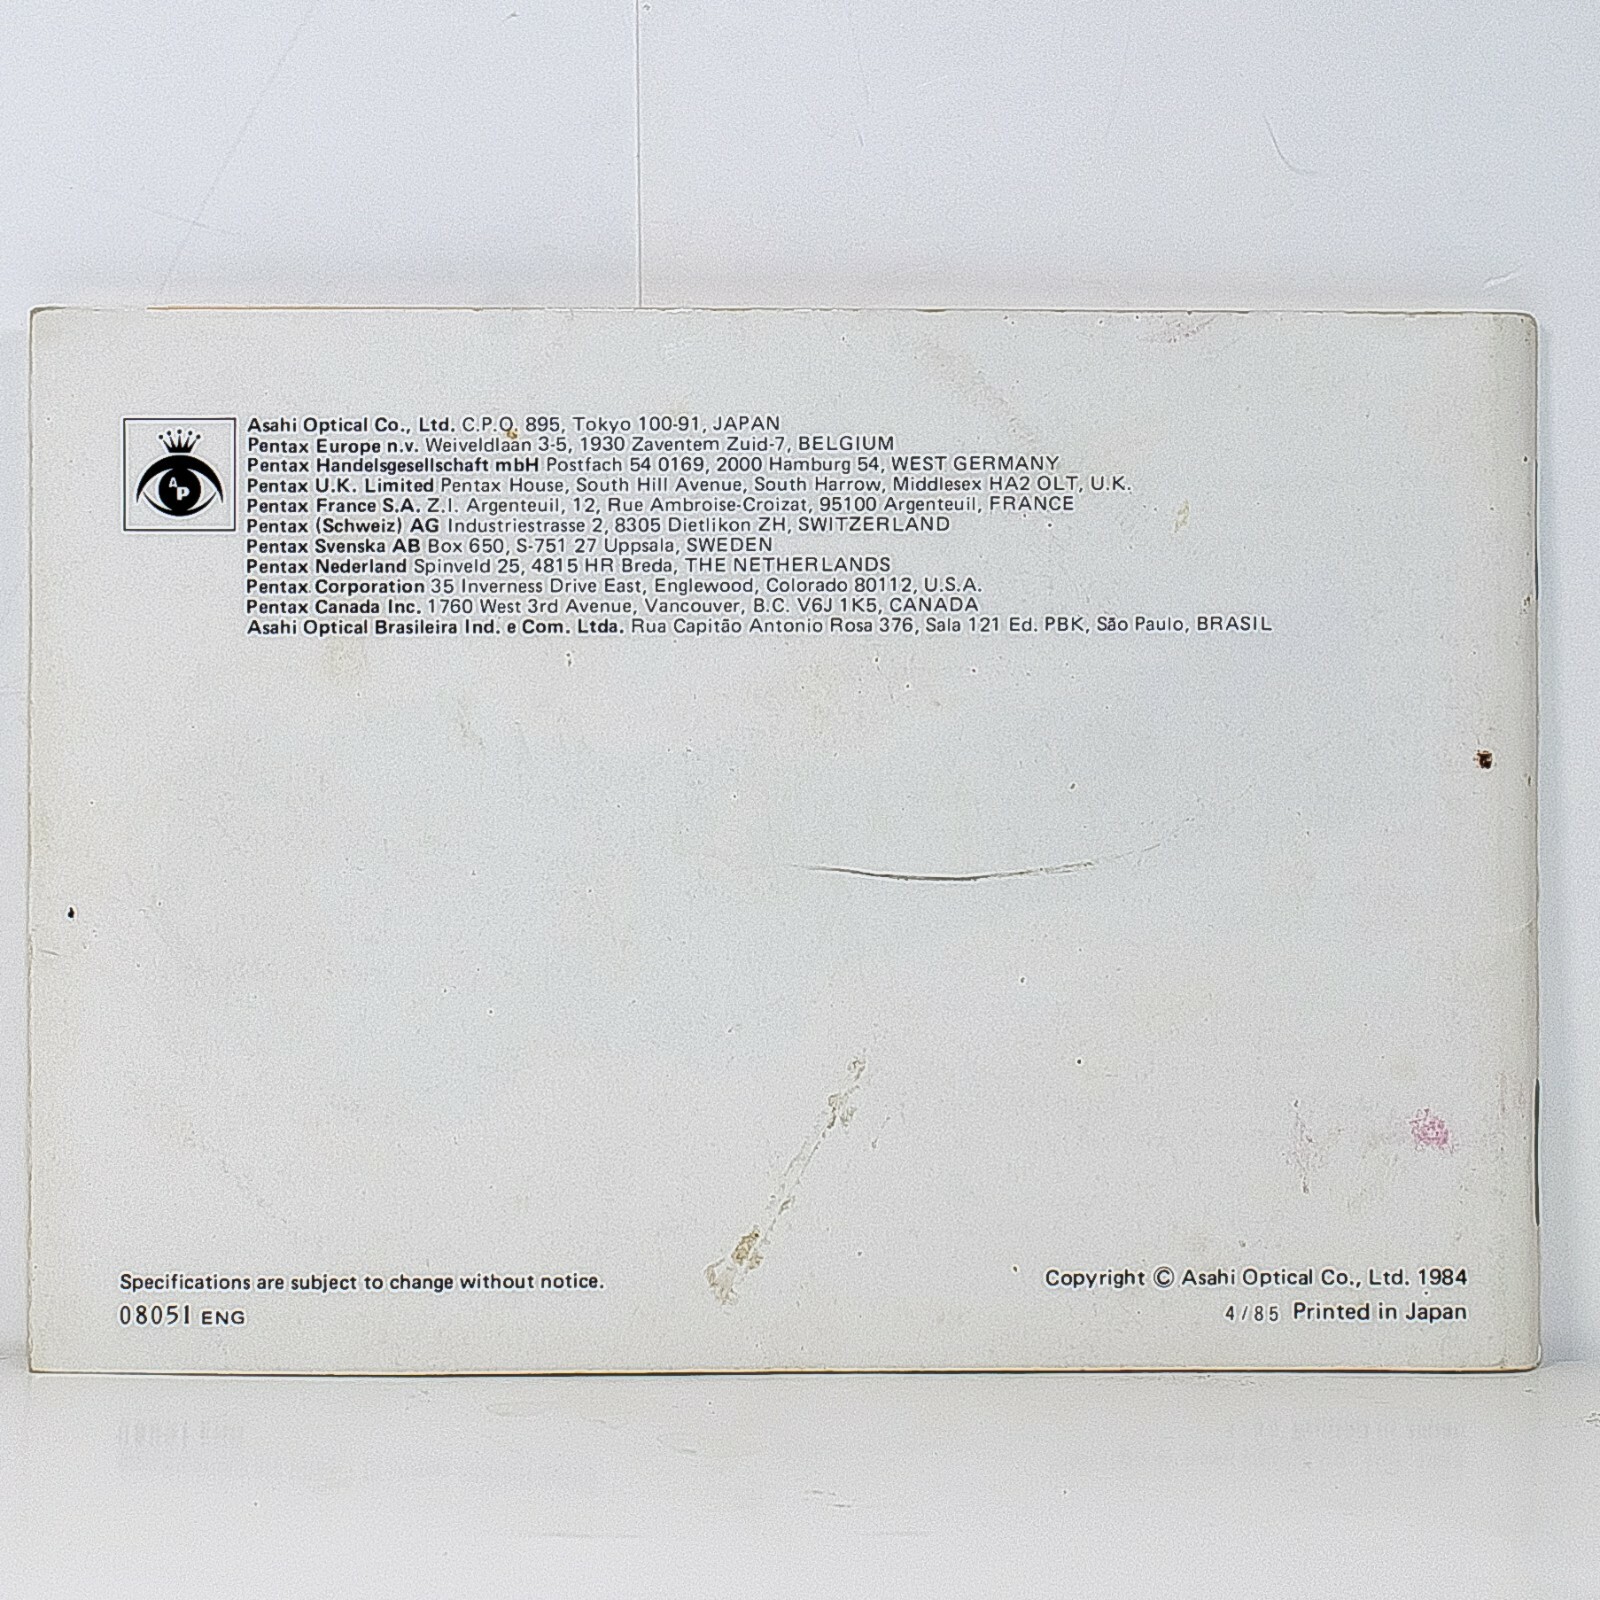 AP
Asahi Optical Co., Ltd. C.P.O. 895, Tokyo 100-91, JAPAN
Pentax Europe n.v. Weiveldlaan 3-5, 1930 Zaventem Zuid-7, BELGIUM
Pentax Handelsgesellschaft mbH Postfach 54 0169, 2000 Hamburg 54, WEST GERMANY
Pentax U.K. Limited Pentax House, South Hill Avenue, South Harrow, Middlesex HA2 OLT, U.K.
Pentax France S.A. Z.I. Argenteuil, 12, Rue Ambroise-Croizat, 95100 Argenteuil, FRANCE
Pentax (Schweiz) AG Industriestrasse 2, 8305 Dietlikon ZH, SWITZERLAND
Pentax Svenska AB Box 650, S-751 27 Uppsala, SWEDEN
Pentax Nederland Spinveld 25, 4815 HR Breda, THE NETHERLANDS
Pentax Corporation 35 Inverness Drive East, Englewood, Colorado 80112, U.S.A.
Pentax Canada Inc. 1760 West 3rd Avenue, Vancouver, B.C. V6J 1K5, CANADA
Asahi Optical Brasileira Ind. e Com. Ltda. Rua Capitão Antonio Rosa 376, Sala 121 Ed. PBK, São Paulo, BRASIL
Specifications are subject to change without notice.
08051 ENG
Copyright © Asahi Optical Co., Ltd. 1984
4/85 Printed in Japan